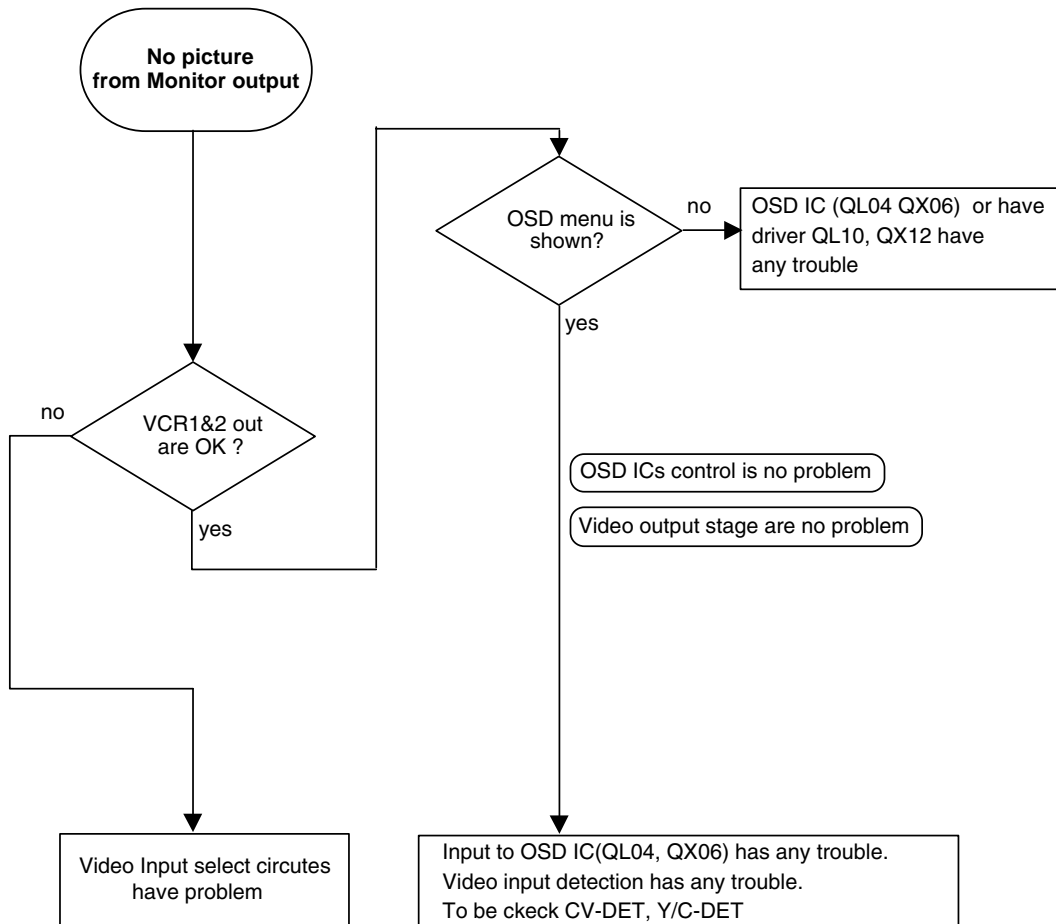 No picture
from Monitor output
OSD menu is
shown?
no
OSD IC (QL04 QX06)  or have
driver QL10, QX12 have
any trouble
yes
no
VCR1&2 out
are OK ?
yes
OSD ICs control is no problem
Video output stage are no problem
Video Input select circutes
have problem
Input to OSD IC(QL04, QX06) has any trouble.
Video input detection has any trouble.
To be ckeck CV-DET, Y/C-DET